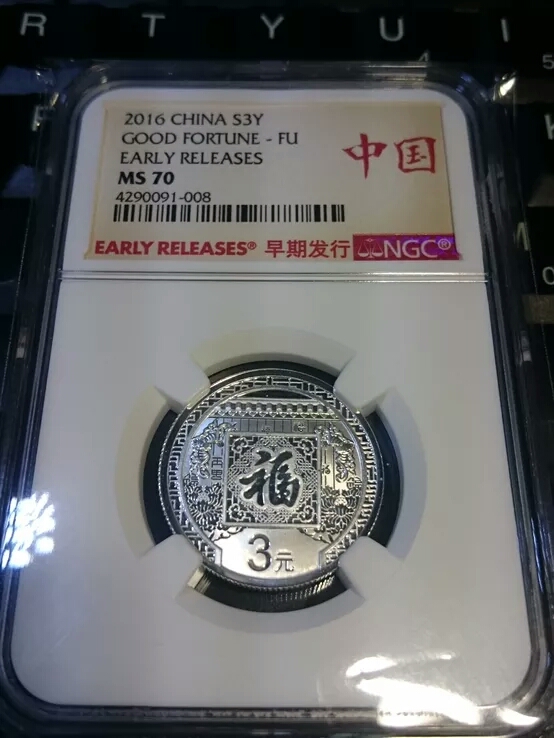 R T Y U I
2016 CHINA S3Y
GOOD FORTUNE - FU
EARLY RELEASES
MS 70
4290091-008
中国
EARLY RELEASES® 早期发行 NGC®
福
3元